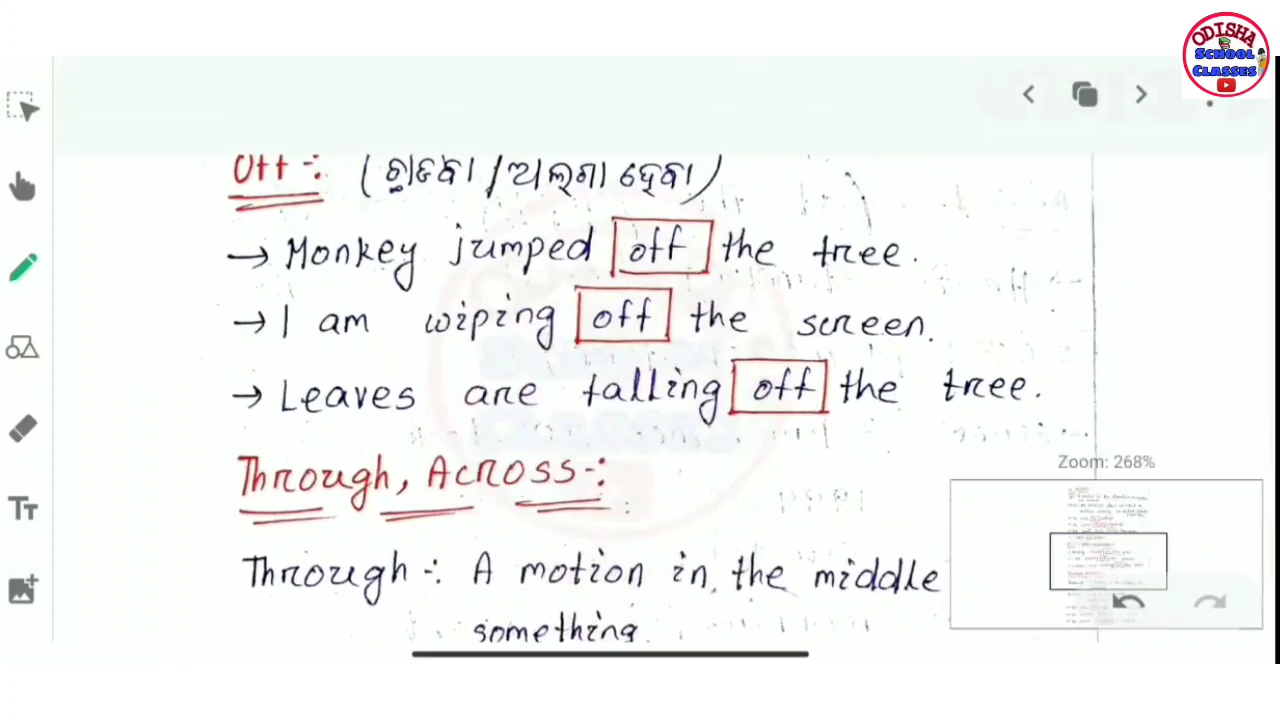 ODISHA
SCHOOL
CLASSES
Off -: (ଛାଡିବା / ଅଲଗା ହେବା)
→ Monkey jumped off the tree.
→ I am wiping off the screen.
→ Leaves are falling off the tree.
Through, Across -:
Through -: A motion in the middle
something.
Zoom: 268%
TT